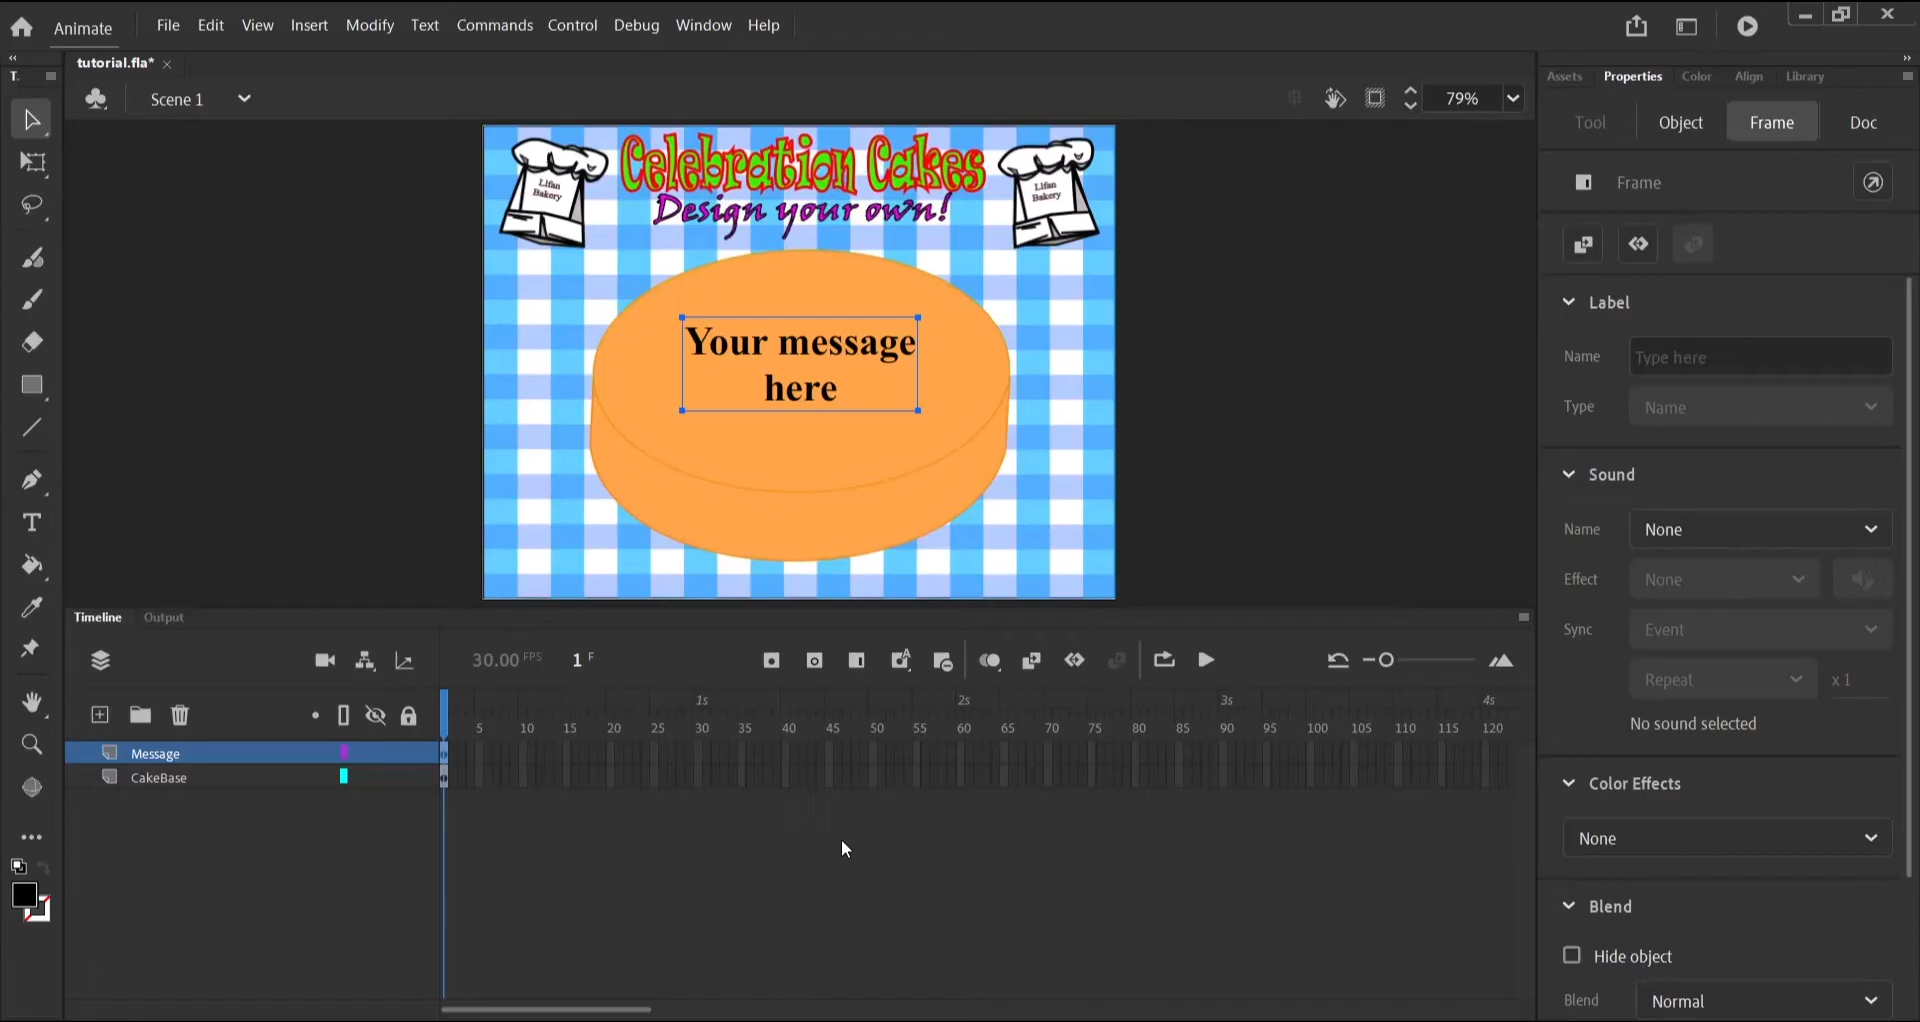 Animate
File Edit View Insert Modify Text Commands Control Debug Window Help
tutorial.fla*
T.
Assets Properties Color Align Library
Scene 1
79%
Tool Object Frame Doc
Frame
Celebration Cakes
Design your own!
Lifan
Bakery
Lifan
Bakery
Your message
here
Label
Name Type here
Type Name
Sound
Name None
Effect None
Sync Event
Repeat x 1
No sound selected
Color Effects
None
Blend
Hide object
Blend Normal
Timeline Output
30.00 FPS 1 F
1s 2s 3s 4s
5 10 15 20 25 30 35 40 45 50 55 60 65 70 75 80 85 90 95 100 105 110 115 120
Message
CakeBase